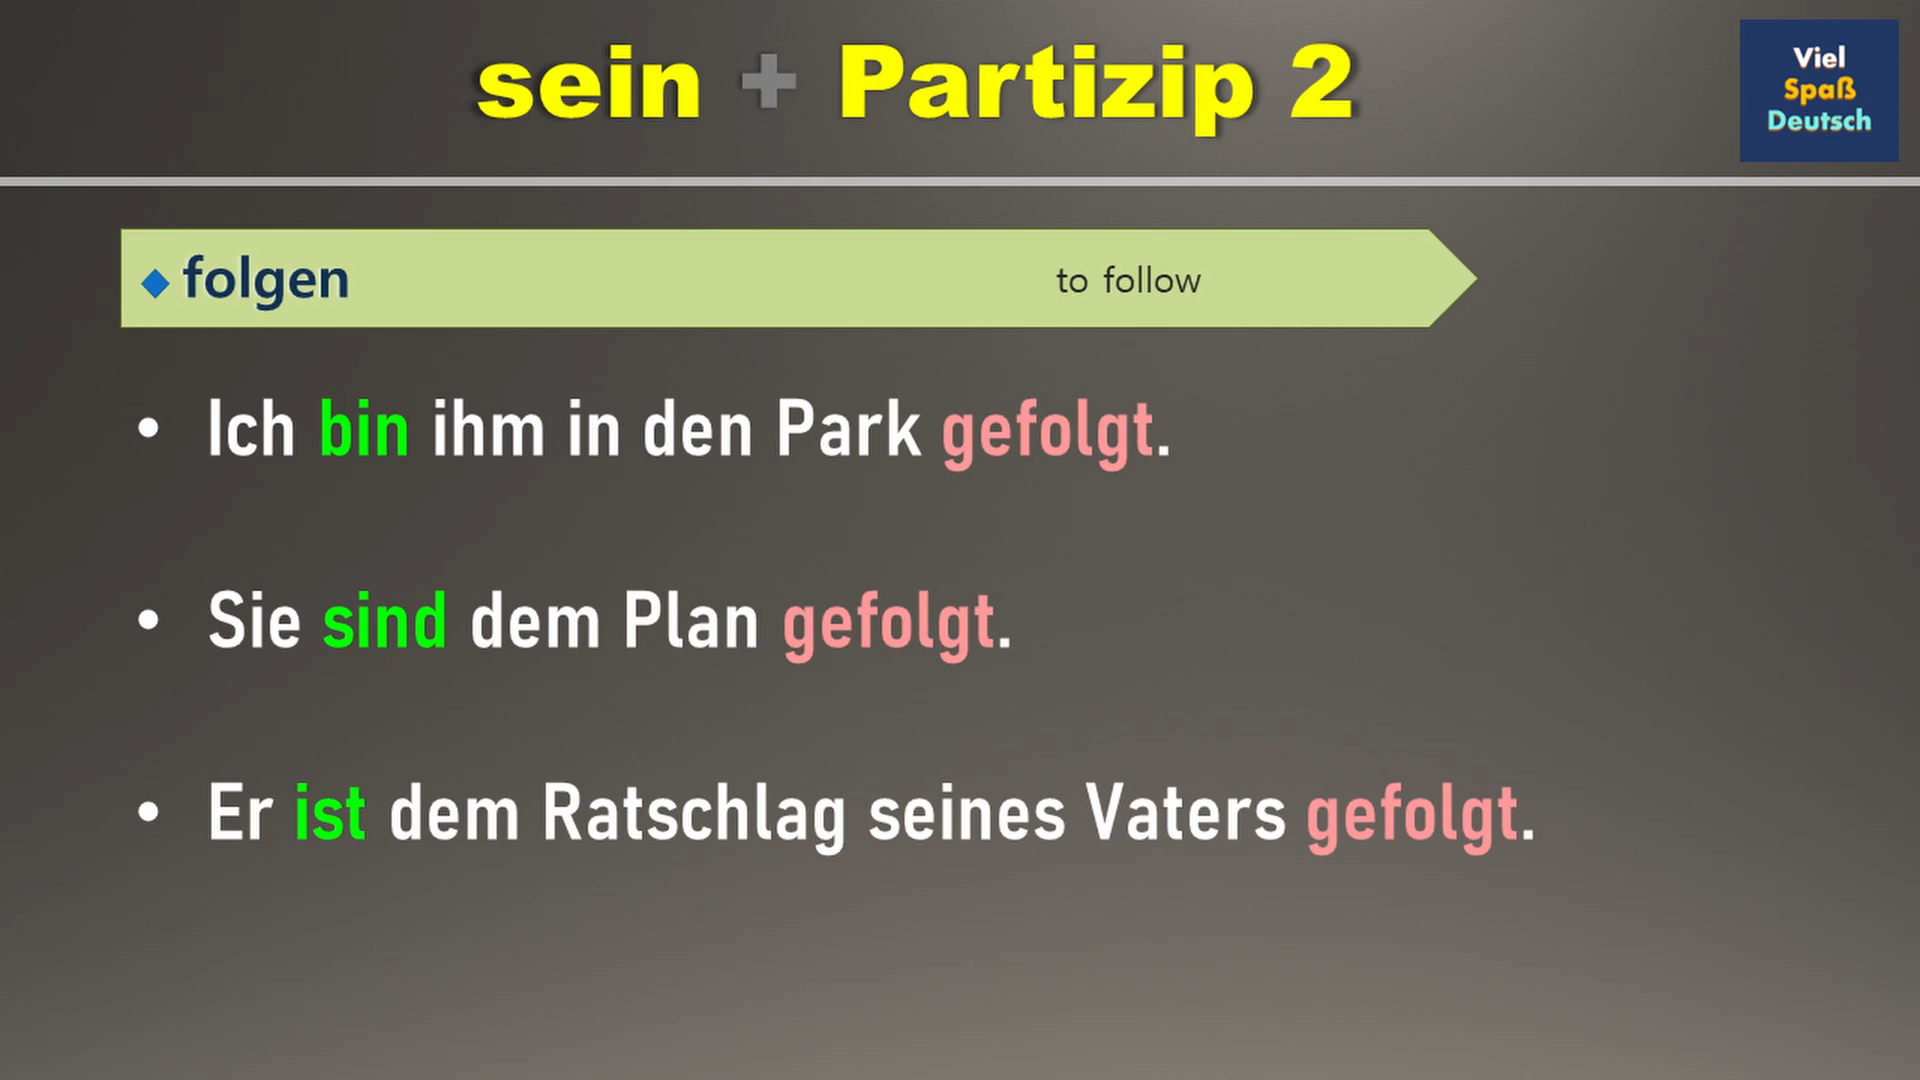 sein + Partizip 2
Viel
Spaß
Deutsch
folgen to follow
• Ich bin ihm in den Park gefolgt.
• Sie sind dem Plan gefolgt.
• Er ist dem Ratschlag seines Vaters gefolgt.